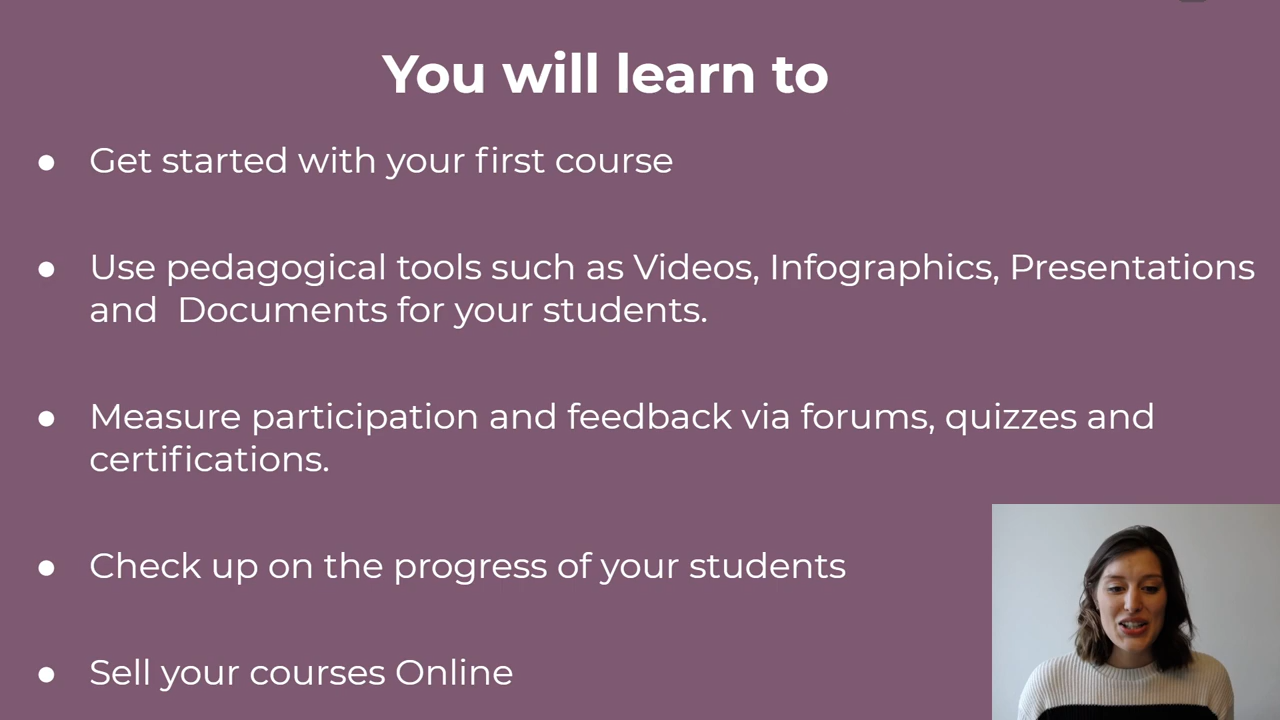 You will learn to
● Get started with your first course
● Use pedagogical tools such as Videos, Infographics, Presentations
and  Documents for your students.
● Measure participation and feedback via forums, quizzes and
certifications.
● Check up on the progress of your students
● Sell your courses Online